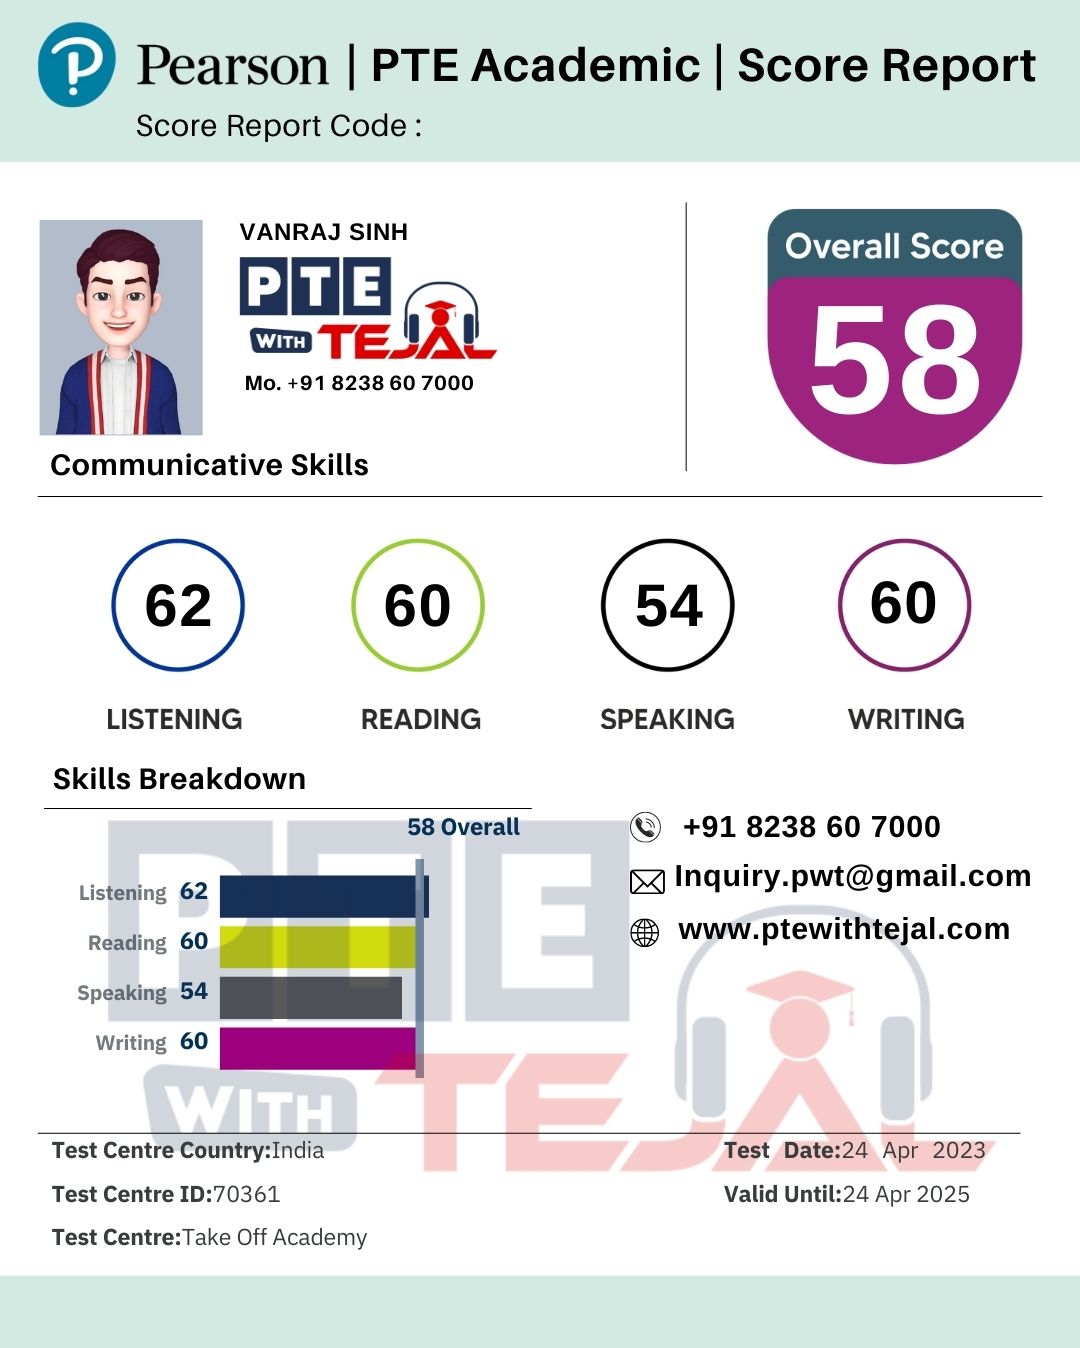 Pearson | PTE Academic | Score Report
Score Report Code :
VANRAJ SINH
PTE
WITH TEJAL
Mo. +91 8238 60 7000
Overall Score
58
Communicative Skills
62 60 54 60
LISTENING READING SPEAKING WRITING
Skills Breakdown
58 Overall
Listening 62
Reading 60
Speaking 54
Writing 60
+91 8238 60 7000
Inquiry.pwt@gmail.com
www.ptewithtejal.com
PTE
WITH TEJAL
Test Centre Country:India
Test Centre ID:70361
Test Centre:Take Off Academy
Test Date:24 Apr 2023
Valid Until:24 Apr 2025